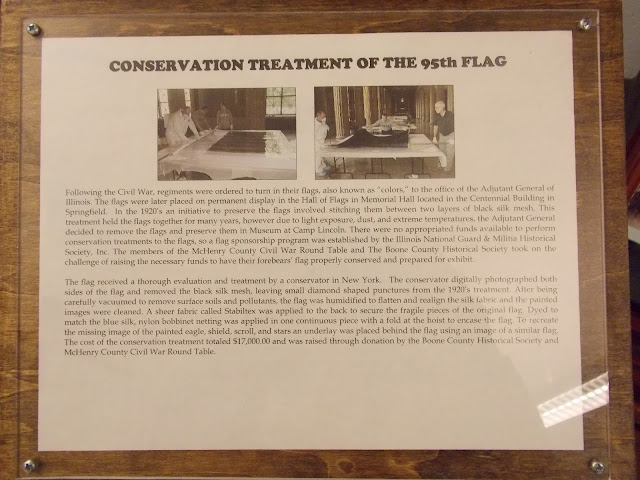 CONSERVATION TREATMENT OF THE 95th FLAG
Following the Civil War, regiments were ordered to turn in their flags, also known as "colors," to the office of the Adjutant General of
Illinois. The flags were later placed on permanent display in the Hall of Flags in Memorial Hall located in the Centennial Building in
Springfield. In the 1920's an initiative to preserve the flags involved stitching them between two layers of black silk mesh. This
treatment held the flags together for many years, however due to light exposure, dust, and extreme temperatures, the Adjutant General
decided to remove the flags and preserve them in Museum at Camp Lincoln. There were no appropriated funds available to perform
conservation treatments to the flags, so a flag sponsorship program was established by the Illinois National Guard & Militia Historical
Society, Inc. The members of the McHenry County Civil War Round Table and The Boone County Historical Society took on the
challenge of raising the necessary funds to have their forebears' flag properly conserved and prepared for exhibit.
The flag received a thorough evaluation and treatment by a conservator in New York. The conservator digitally photographed both
sides of the flag and removed the black silk mesh, leaving small diamond shaped punctures from the 1920's treatment. After being
carefully vacuumed to remove surface soils and pollutants, the flag was humidified to flatten and realign the silk fabric and the painted
images were cleaned. A sheer fabric called Stabiltex was applied to the back to secure the fragile pieces of the original flag. Dyed to
match the blue silk, nylon bobbinet netting was applied in one continuous piece with a fold at the hoist to encase the flag. To recreate
the missing image of the painted eagle, shield, scroll, and stars an underlay was placed behind the flag using an image of a similar flag.
The cost of the conservation treatment totaled $17,000.00 and was raised through donation by the Boone County Historical Society and
McHenry County Civil War Round Table.